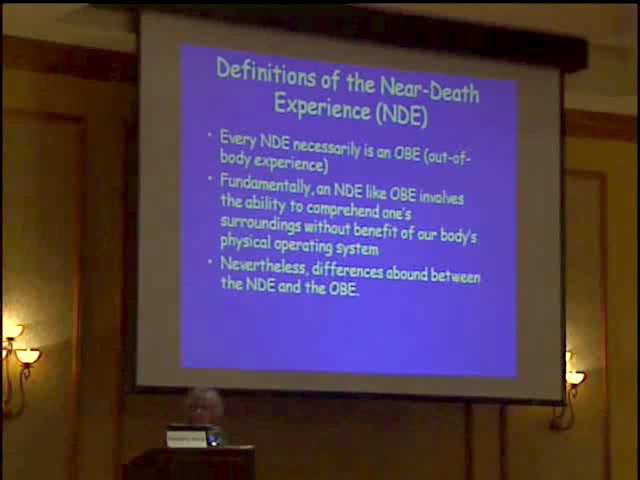 Definitions of the Near-Death
Experience (NDE)
• Every NDE necessarily is an OBE (out-of-
body experience)
• Fundamentally, an NDE like OBE involves
the ability to comprehend one's
surroundings without benefit of our body's
physical operating system
• Nevertheless, differences abound between
the NDE and the OBE.